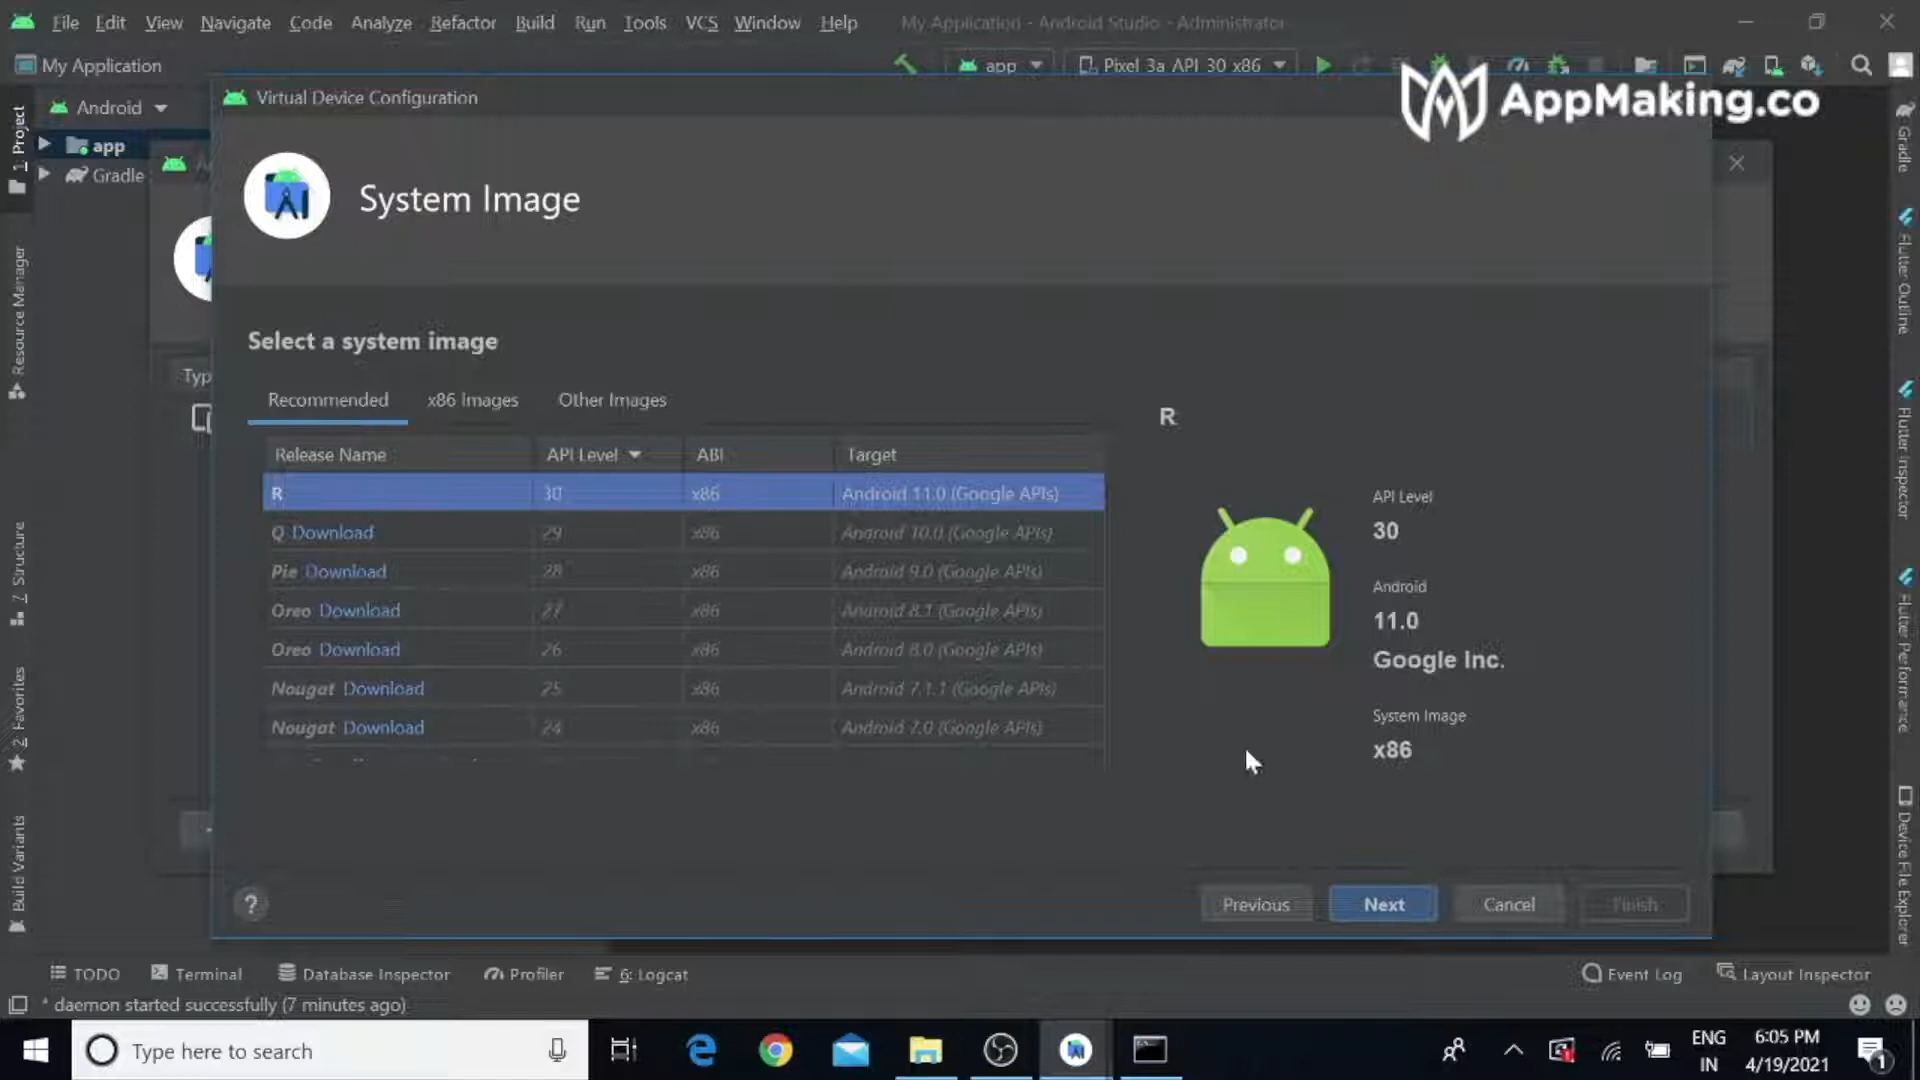 File Edit View Navigate Code Analyze Refactor Build Run Tools VCS Window Help My Application - Android Studio - Administrator
My Application app Pixel 3a API 30 x86
AppMaking.co
Android
1: Project
app
Gradle
Resource Manager
7: Structure
2: Favorites
Build Variants
Virtual Device Configuration
System Image
Typ
Select a system image
Recommended x86 Images Other Images
Release Name API Level ABI Target
R 30 x86 Android 11.0 (Google APIs)
Q Download 29 x86 Android 10.0 (Google APIs)
Pie Download 28 x86 Android 9.0 (Google APIs)
Oreo Download 27 x86 Android 8.1 (Google APIs)
Oreo Download 26 x86 Android 8.0 (Google APIs)
Nougat Download 25 x86 Android 7.1.1 (Google APIs)
Nougat Download 24 x86 Android 7.0 (Google APIs)
R
API Level
30
Android
11.0
Google Inc.
System Image
x86
? Previous Next Cancel Finish
Gradle
Flutter Outline
Flutter Inspector
Flutter Performance
Device File Explorer
TODO Terminal Database Inspector Profiler 6: Logcat Event Log Layout Inspector
* daemon started successfully (7 minutes ago)
Type here to search
ENG
IN
6:05 PM
4/19/2021
1